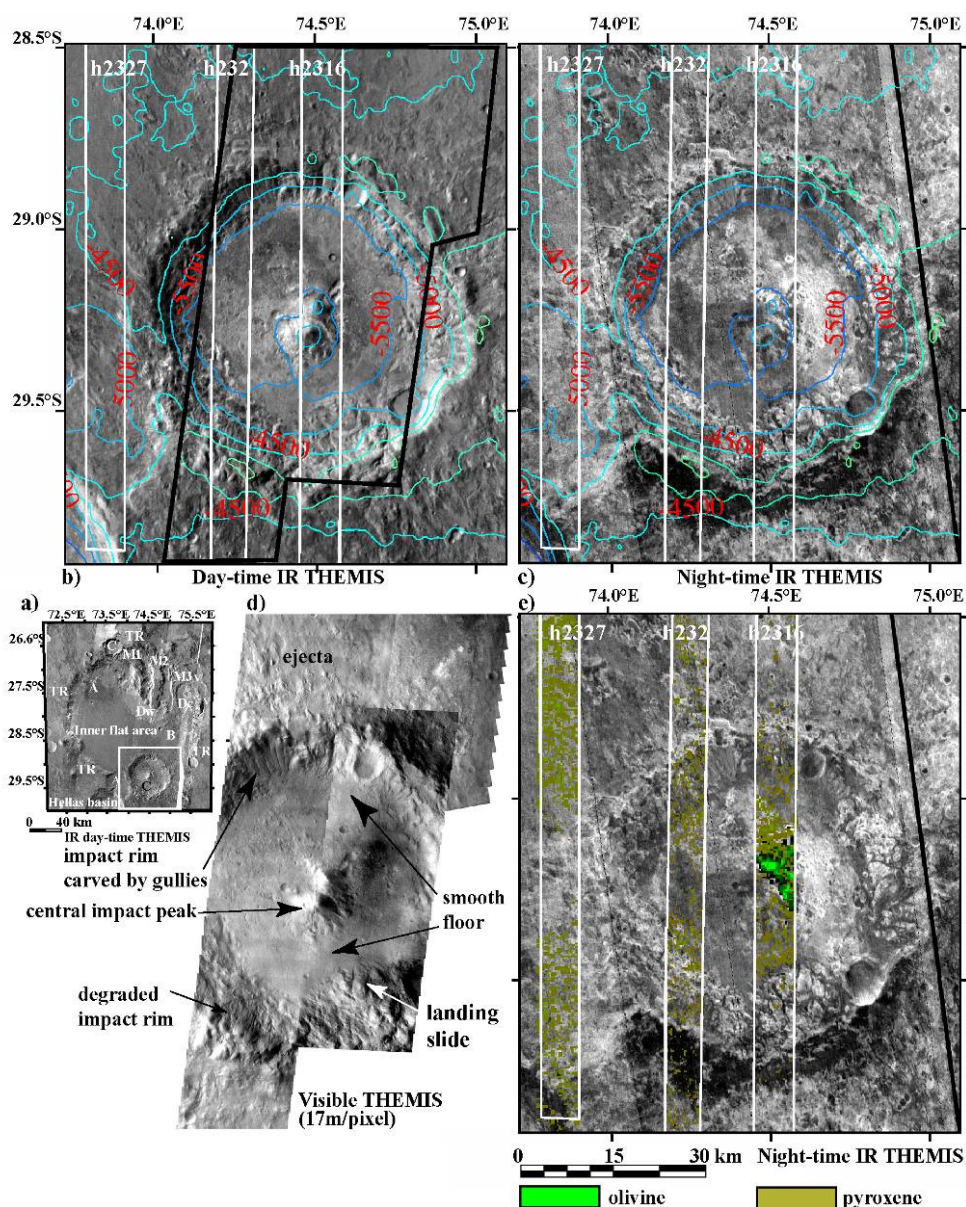 74.0°E 74.5°E 75.0°E
74.0°E 74.5°E 75.0°E
28.5°S
29.0°S
29.5°S
h2327 h232 h2316
-4500
-5500
5000
-5500
-5000
-4500
-4500
b) Day-time IR THEMIS
h2327 h232 h2316
-4500
-5500
5000
-5500
-5000
-4500
-4500
c) Night-time IR THEMIS
a)
72.5°E 73.5°E 74.5°E 75.5°E
26.6°S
27.5°S
28.5°S
29.5°S
TR
C
M1
M2
M3
A
TR
Dw
Inner flat area
B
TR
TR
A
C
Hellas basin
0 40 km
IR day-time THEMIS
d)
ejecta
impact rim
carved by gullies
central impact peak
smooth
floor
degraded
impact rim
landing
slide
Visible THEMIS
(17m/pixel)
e) 74.0°E 74.5°E 75.0°E
h2327 h232 h2316
0 15 30 km
Night-time IR THEMIS
olivine pyroxene